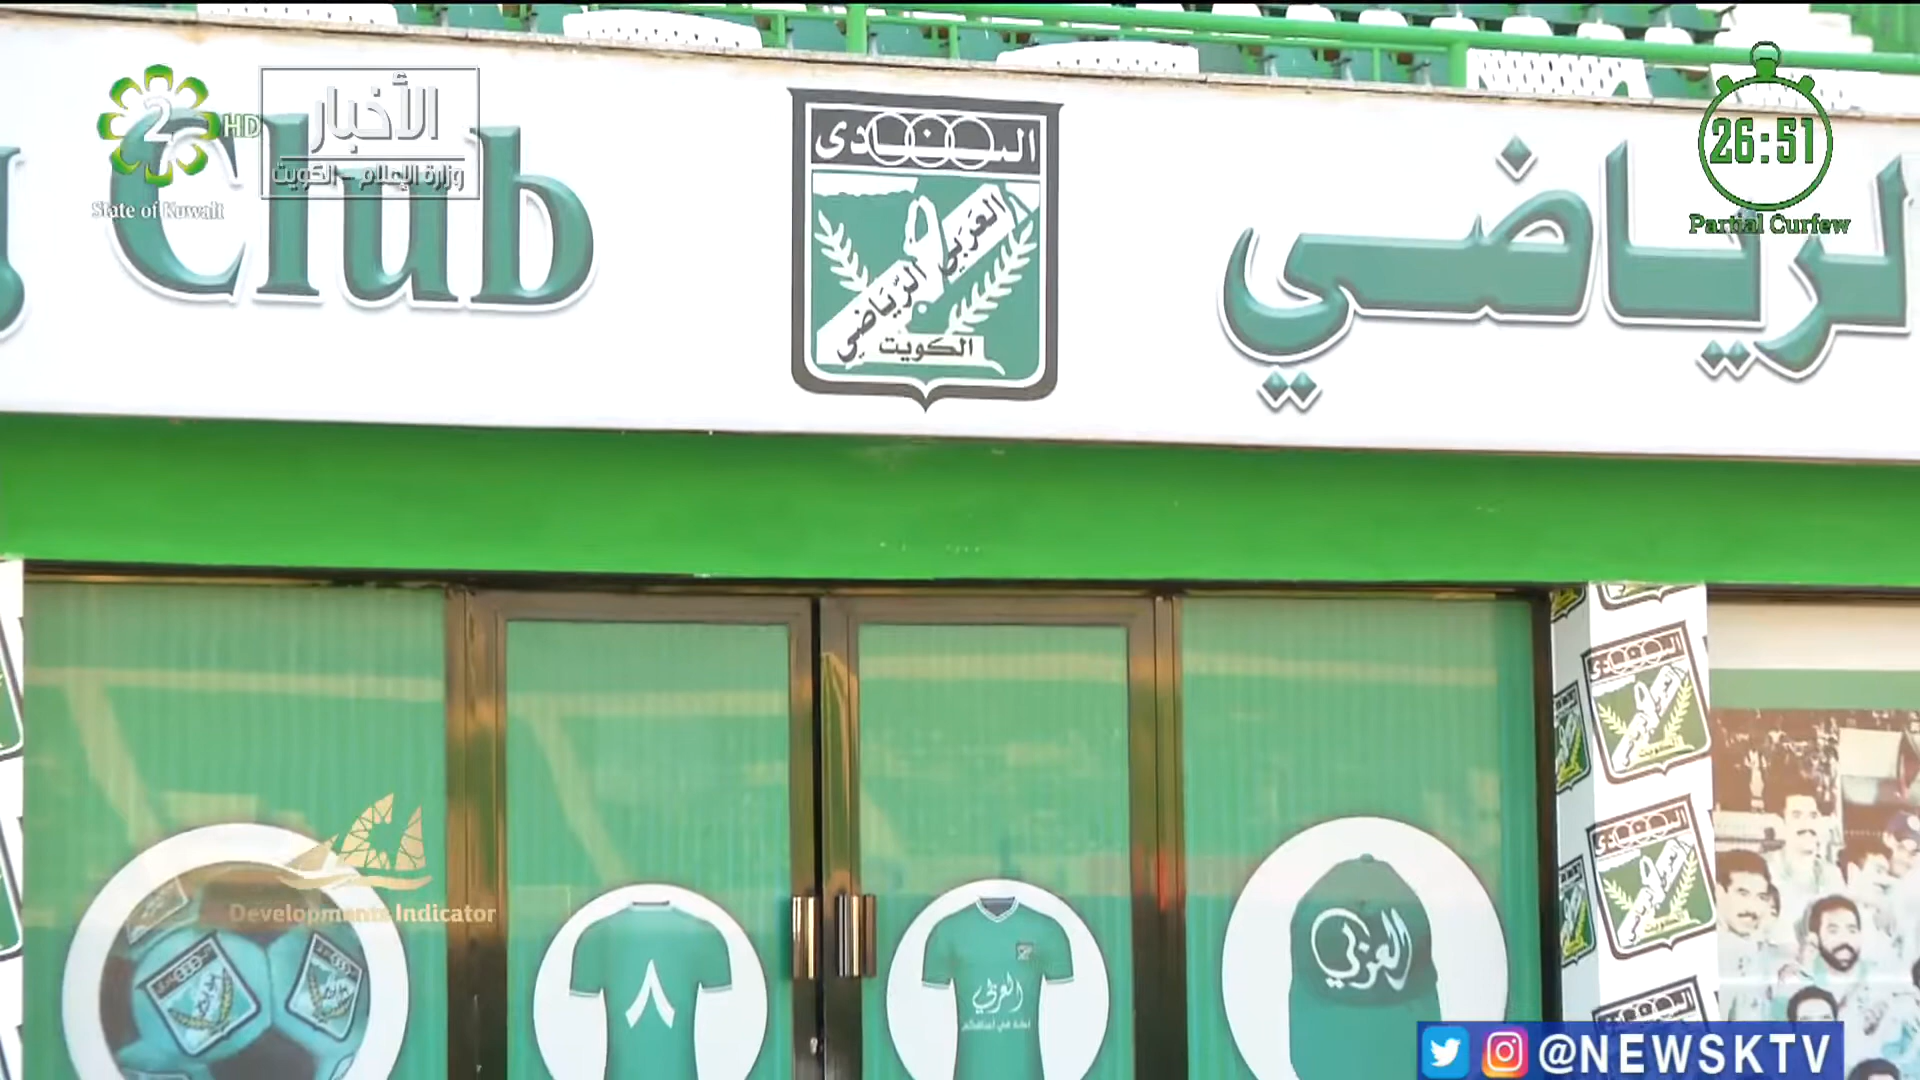 2 HD
State of Kuwait
الأخبار
وزارة الإعلام - الكويت
26:51
Partial Curfew
Club
الرياضي
النادى
العربي الرياضي
الكويت
Developments Indicator
٨
العربي
العربي
@NEWSKTV